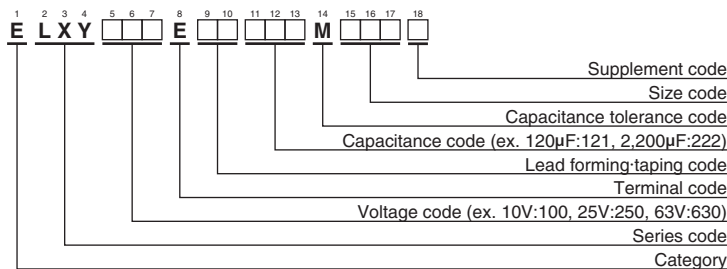 1 2 3 4 5 6 7 8 9 10 11 12 13 14 15 16 17 18
E L X Y E M
Supplement code
Size code
Capacitance tolerance code
Capacitance code (ex. 120µF:121, 2,200µF:222)
Lead forming·taping code
Terminal code
Voltage code (ex. 10V:100, 25V:250, 63V:630)
Series code
Category